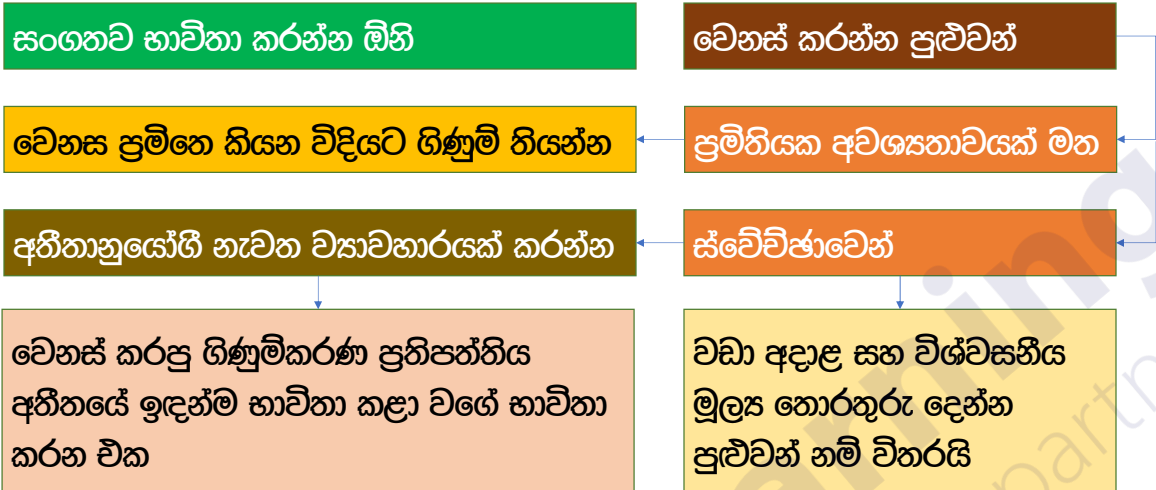 සංගතව භාවිතා කරන්න ඕනි
වෙනස් කරන්න පුළුවන්
වෙනස ප්‍රමිතෙ කියන විදියට ගිණුම් තියන්න
ප්‍රමිතියක අවශ්‍යතාවයක් මත
අතීතානුයෝගී නැවත ව්‍යාවහාරයක් කරන්න
ස්වේච්ඡාවෙන්
වෙනස් කරපු ගිණුම්කරණ ප්‍රතිපත්තිය
අතීතයේ ඉඳන්ම භාවිතා කළා වගේ භාවිතා
කරන එක
වඩා අදාළ සහ විශ්වසනීය
මූල්‍ය තොරතුරු දෙන්න
පුළුවන් නම් විතරයි